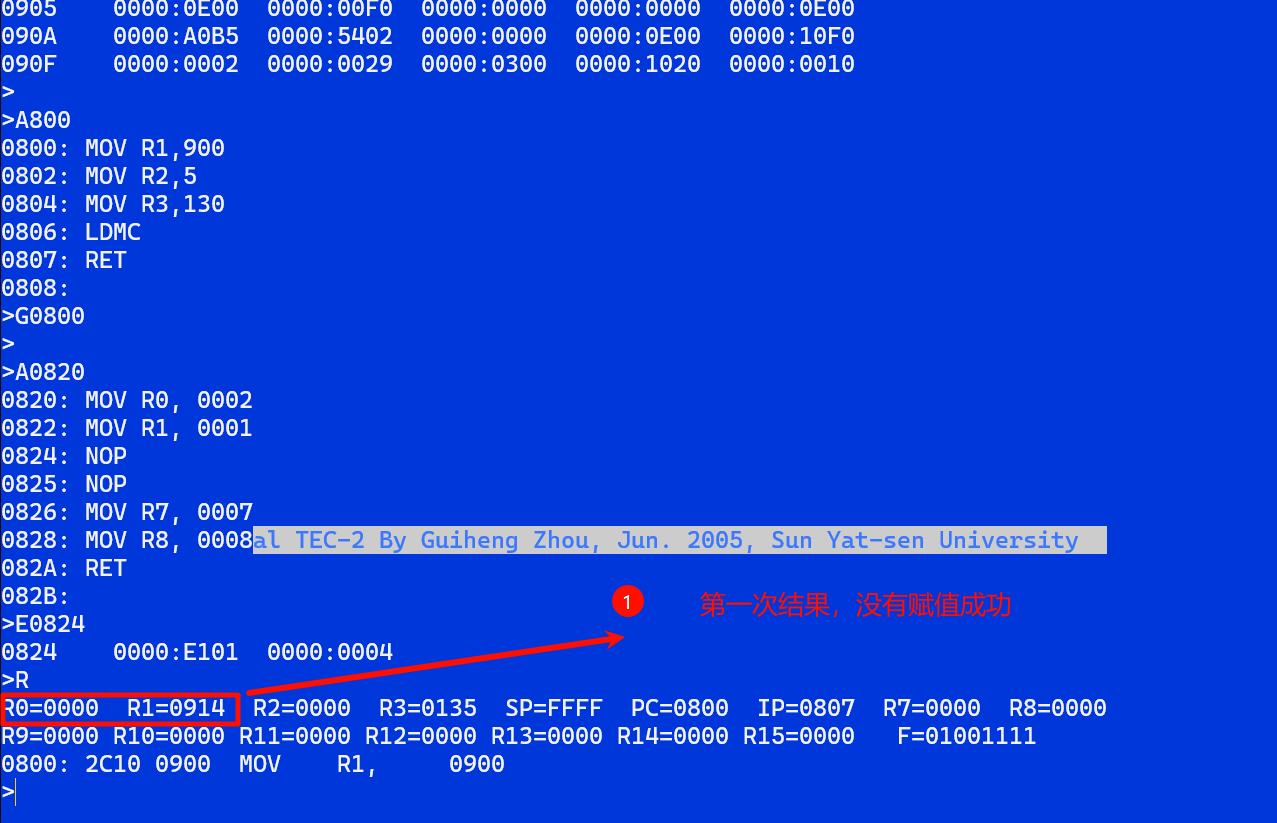 0905    0000:0E00  0000:00F0  0000:0000  0000:0000  0000:0E00
090A    0000:A0B5  0000:5402  0000:0000  0000:0E00  0000:10F0
090F    0000:0002  0000:0029  0000:0300  0000:1020  0000:0010
>
>A800
0800: MOV R1,900
0802: MOV R2,5
0804: MOV R3,130
0806: LDMC
0807: RET
0808:
>G0800
>
>A0820
0820: MOV R0, 0002
0822: MOV R1, 0001
0824: NOP
0825: NOP
0826: MOV R7, 0007
0828: MOV R8, 0008al TEC-2 By Guiheng Zhou, Jun. 2005, Sun Yat-sen University
082A: RET
082B:
1 第一次结果，没有赋值成功
>E0824
0824    0000:E101  0000:0004
>R
R0=0000  R1=0914  R2=0000  R3=0135  SP=FFFF  PC=0800  IP=0807  R7=0000  R8=0000
R9=0000 R10=0000 R11=0000 R12=0000 R13=0000 R14=0000 R15=0000    F=01001111
0800: 2C10 0900  MOV    R1,     0900
>